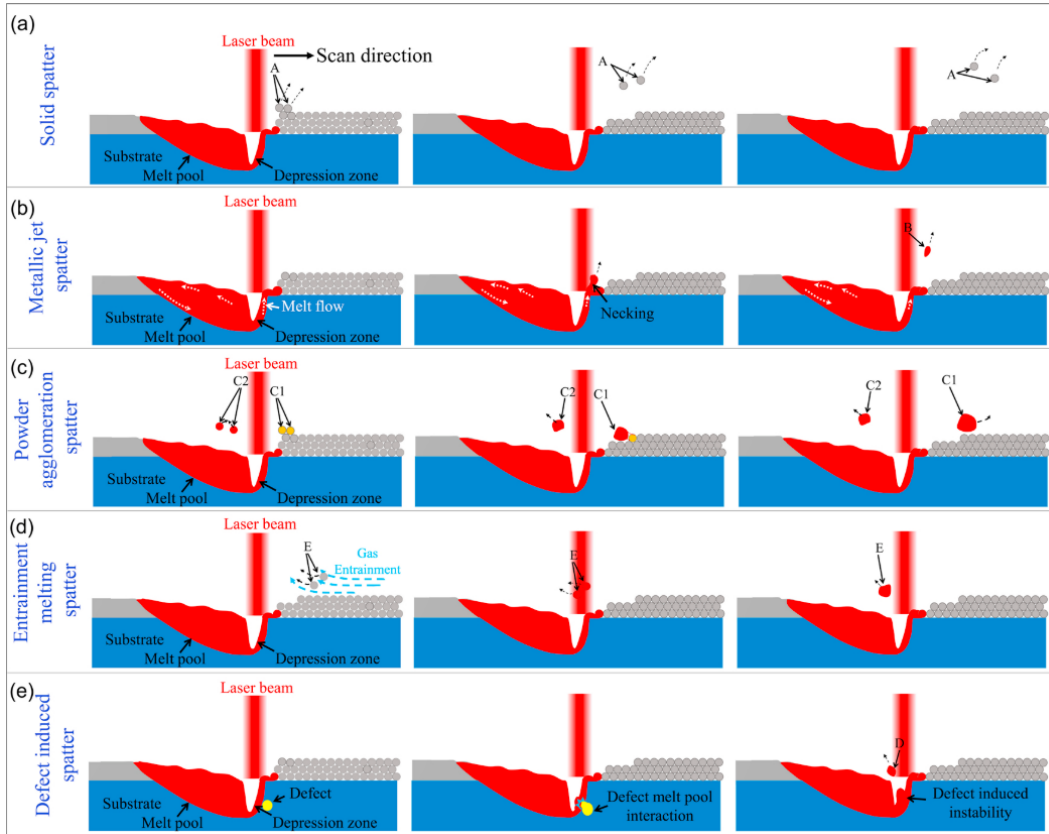 (a)
Solid spatter
Laser beam
Scan direction
A
A
A
Substrate
Melt pool
Depression zone
(b)
Metallic jet
spatter
Laser beam
B
Melt flow
Necking
Substrate
Melt pool
Depression zone
(c)
Powder
agglomeration
spatter
Laser beam
C2
C1
C2
C1
C2
C1
Substrate
Melt pool
Depression zone
(d)
Entrainment
melting
spatter
Laser beam
E
Gas
Entrainment
E
E
Substrate
Melt pool
Depression zone
(e)
Defect induced
spatter
Laser beam
D
Substrate
Melt pool
Defect
Depression zone
Defect melt pool
interaction
Defect induced
instability